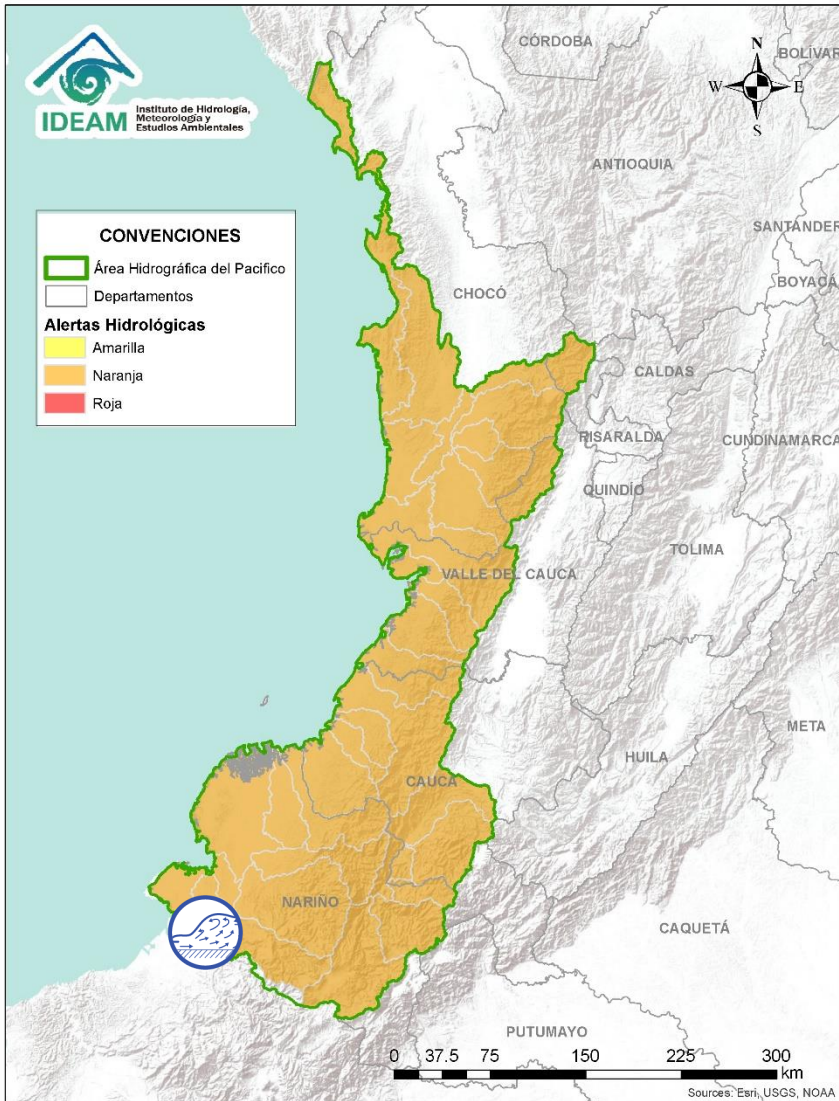 IDEAM
Instituto de Hidrología,
Meteorología y
Estudios Ambientales
CÓRDOBA
BOLÍVAR
N
W
E
S
ANTIOQUIA
SANTANDER
BOYACÁ
CONVENCIONES
Área Hidrográfica del Pacifico
Departamentos
Alertas Hidrológicas
Amarilla
Naranja
Roja
CHOCÓ
CALDAS
RISARALDA
CUNDINAMARCA
QUINDÍO
TOLIMA
VALLE DEL CAUCA
META
HUILA
CAUCA
NARIÑO
CAQUETÁ
PUTUMAYO
0 37.5 75 150 225 300
km
Sources: Esri, USGS, NOAA